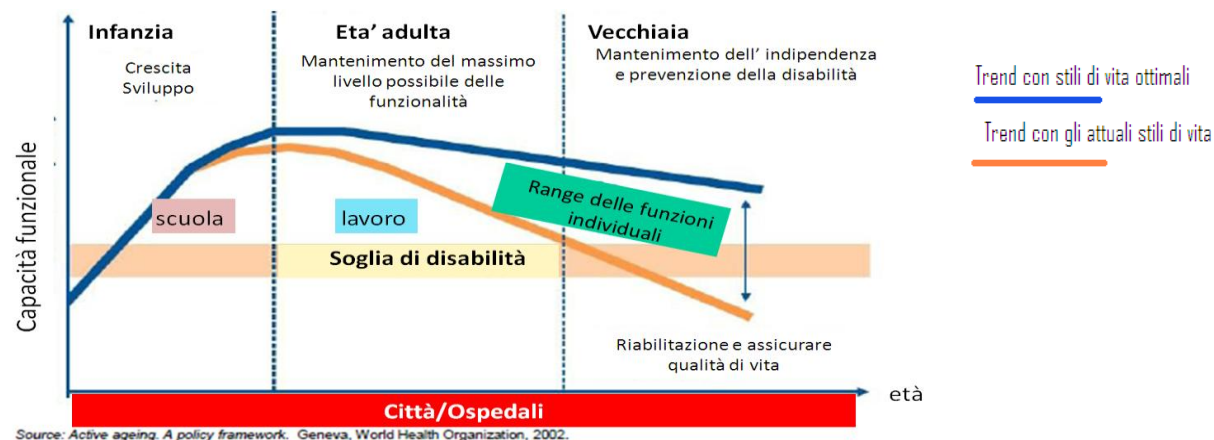 Infanzia
Crescita
Sviluppo
Eta’ adulta
Mantenimento del massimo
livello possibile delle
funzionalità
Vecchiaia
Mantenimento dell’ indipendenza
e prevenzione della disabilità
Trend con stili di vita ottimali
Trend con gli attuali stili di vita
Capacità funzionale
scuola
lavoro
Range delle funzioni
individuali
Soglia di disabilità
Riabilitazione e assicurare
qualità di vita
età
Città/Ospedali
Source: Active ageing. A policy framework. Geneva, World Health Organization, 2002.